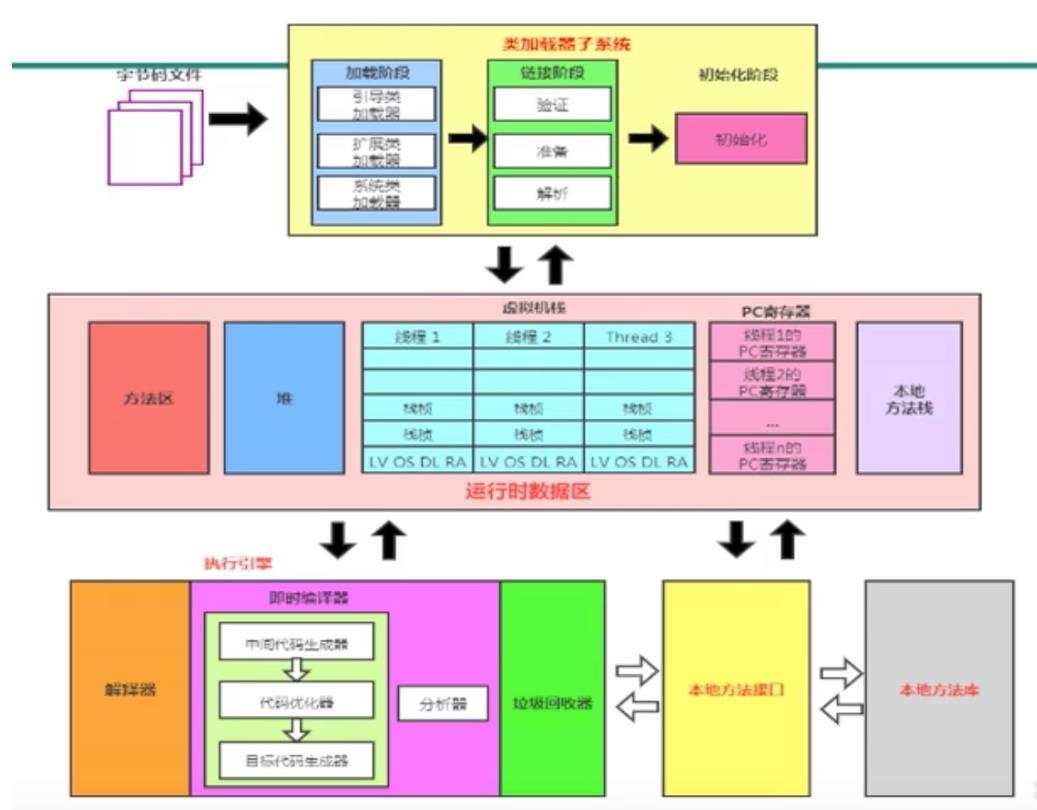 类加载器子系统
字节码文件
加载阶段
引导类
加载器
扩展类
加载器
系统类
加载器
链接阶段
验证
准备
解析
初始化阶段
初始化
方法区
堆
虚拟机栈
线程 1
线程 2
Thread 3
栈桢
栈桢
栈桢
栈桢
栈桢
栈桢
LV OS DL RA
LV OS DL RA
LV OS DL RA
PC寄存器
线程1的
PC寄存器
线程2的
PC寄存器
...
线程n的
PC寄存器
本地
方法栈
运行时数据区
执行引擎
解释器
即时编译器
中间代码生成器
代码优化器
目标代码生成器
分析器
垃圾回收器
本地方法接口
本地方法库